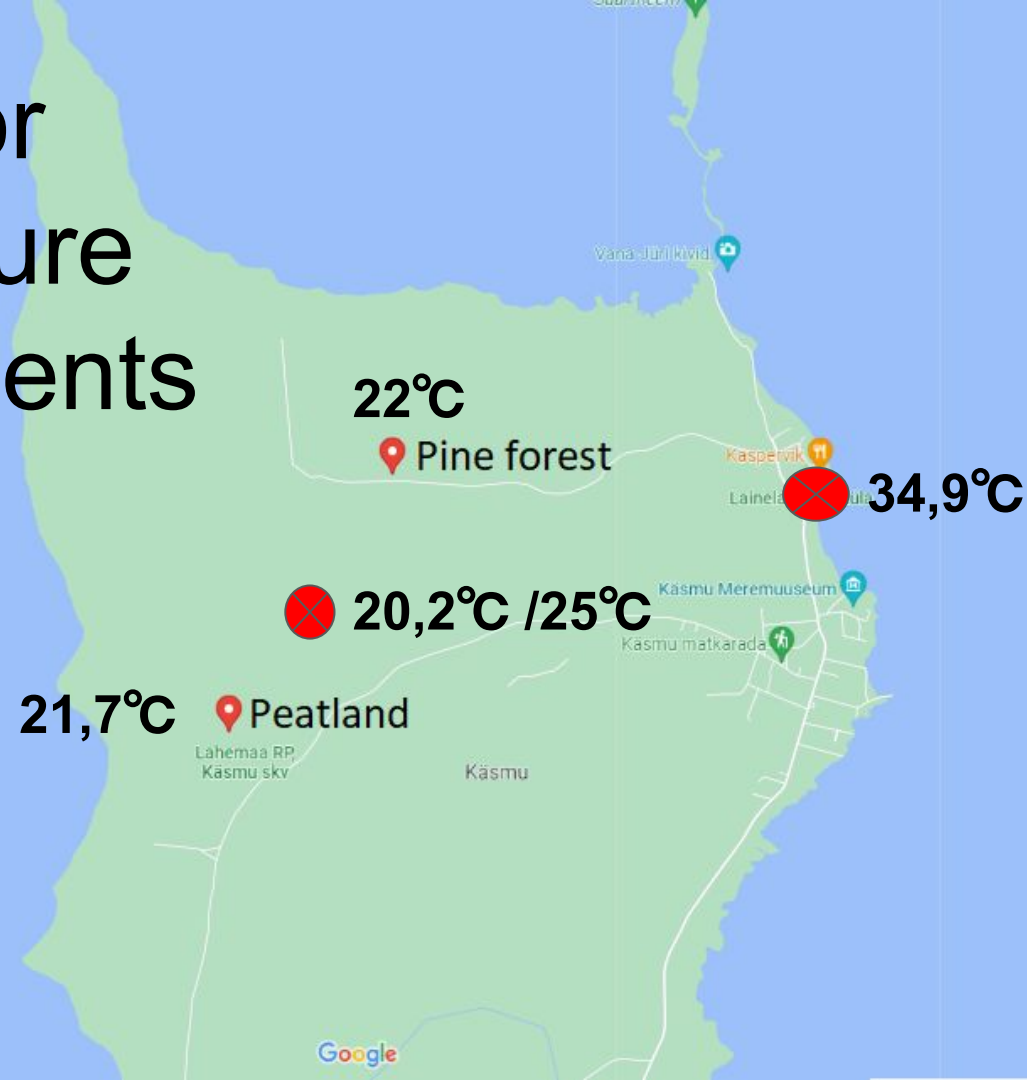 or
ure
ents
Vana Jüri kivid
22°C
Pine forest
Kaspervik
34,9°C
20,2°C /25°C
Käsmu Meremuuseum
Käsmu matkarada
21,7°C
Peatland
Lahemaa RP,
Käsmu skv
Käsmu
Google